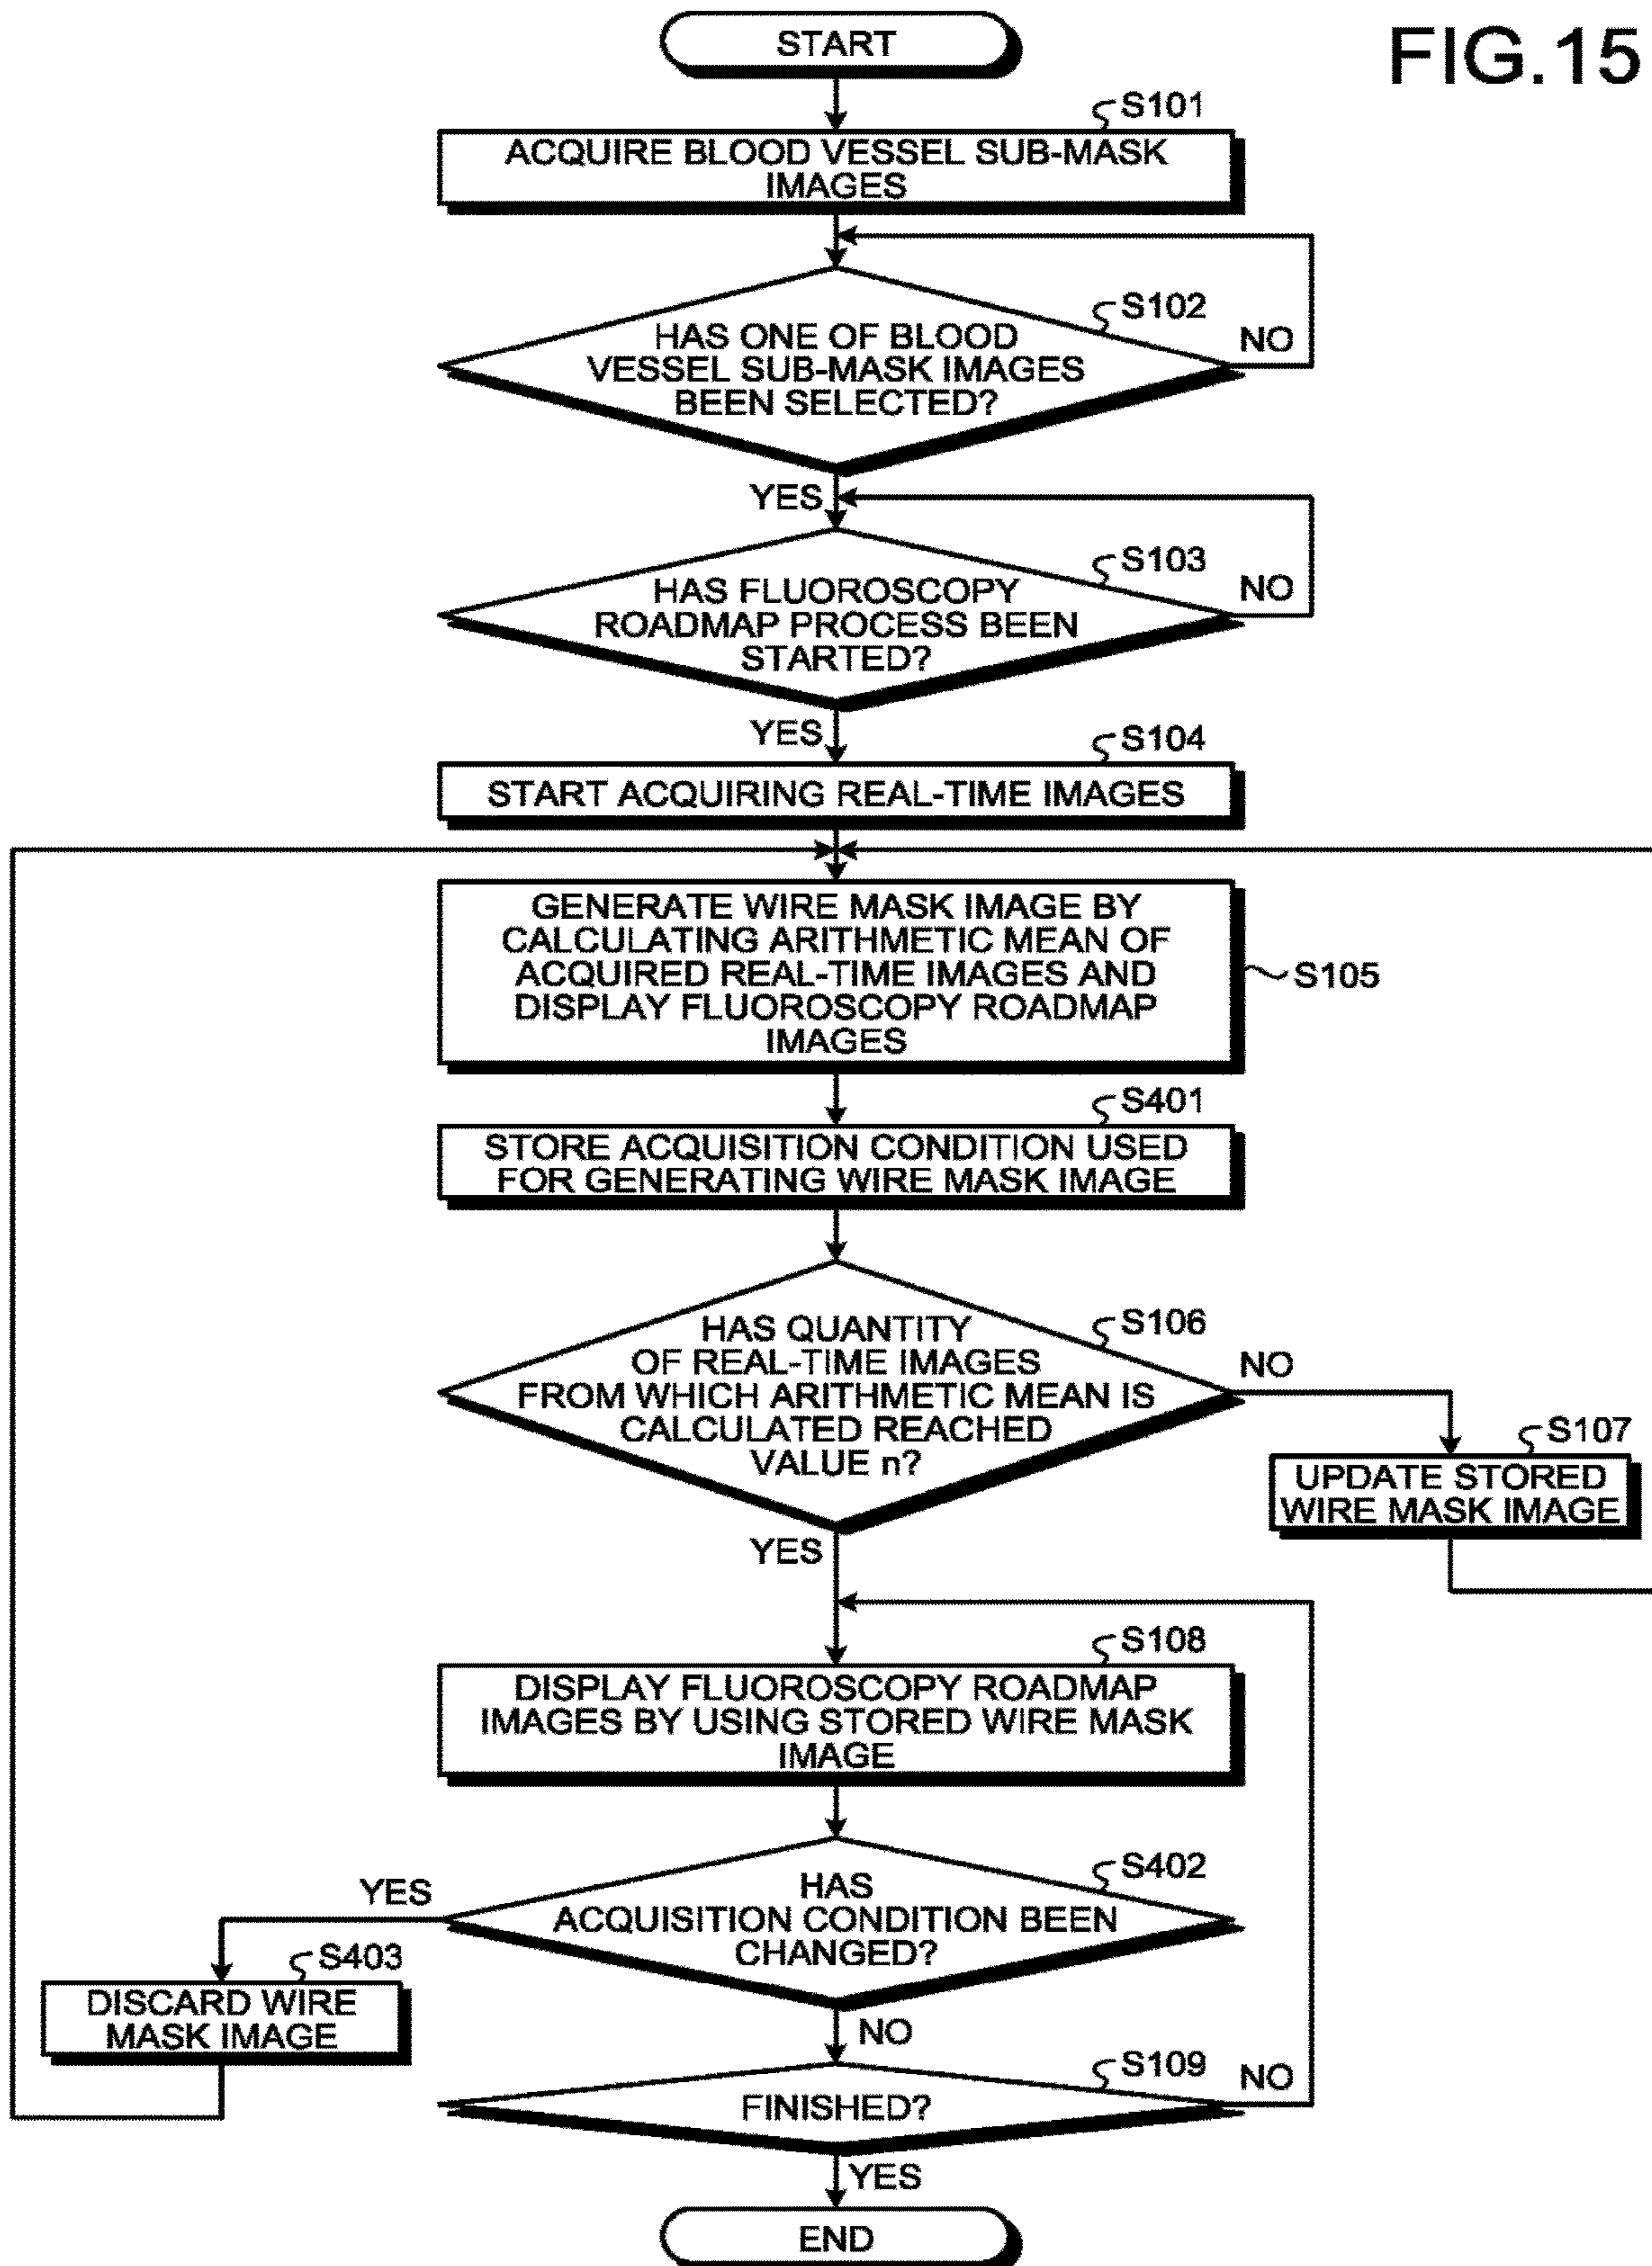 FIG.15
START
S101
ACQUIRE BLOOD VESSEL SUB-MASK
IMAGES
S102
HAS ONE OF BLOOD
VESSEL SUB-MASK IMAGES
BEEN SELECTED?
NO
YES
S103
HAS FLUOROSCOPY
ROADMAP PROCESS BEEN
STARTED?
NO
YES
S104
START ACQUIRING REAL-TIME IMAGES
GENERATE WIRE MASK IMAGE BY
CALCULATING ARITHMETIC MEAN OF
ACQUIRED REAL-TIME IMAGES AND
DISPLAY FLUOROSCOPY ROADMAP
IMAGES
S105
S401
STORE ACQUISITION CONDITION USED
FOR GENERATING WIRE MASK IMAGE
S106
HAS QUANTITY
OF REAL-TIME IMAGES
FROM WHICH ARITHMETIC MEAN IS
CALCULATED REACHED
VALUE n?
NO
S107
UPDATE STORED
WIRE MASK IMAGE
YES
S108
DISPLAY FLUOROSCOPY ROADMAP
IMAGES BY USING STORED WIRE MASK
IMAGE
S402
HAS
ACQUISITION CONDITION BEEN
CHANGED?
YES
S403
DISCARD WIRE
MASK IMAGE
NO
S109
FINISHED?
NO
YES
END